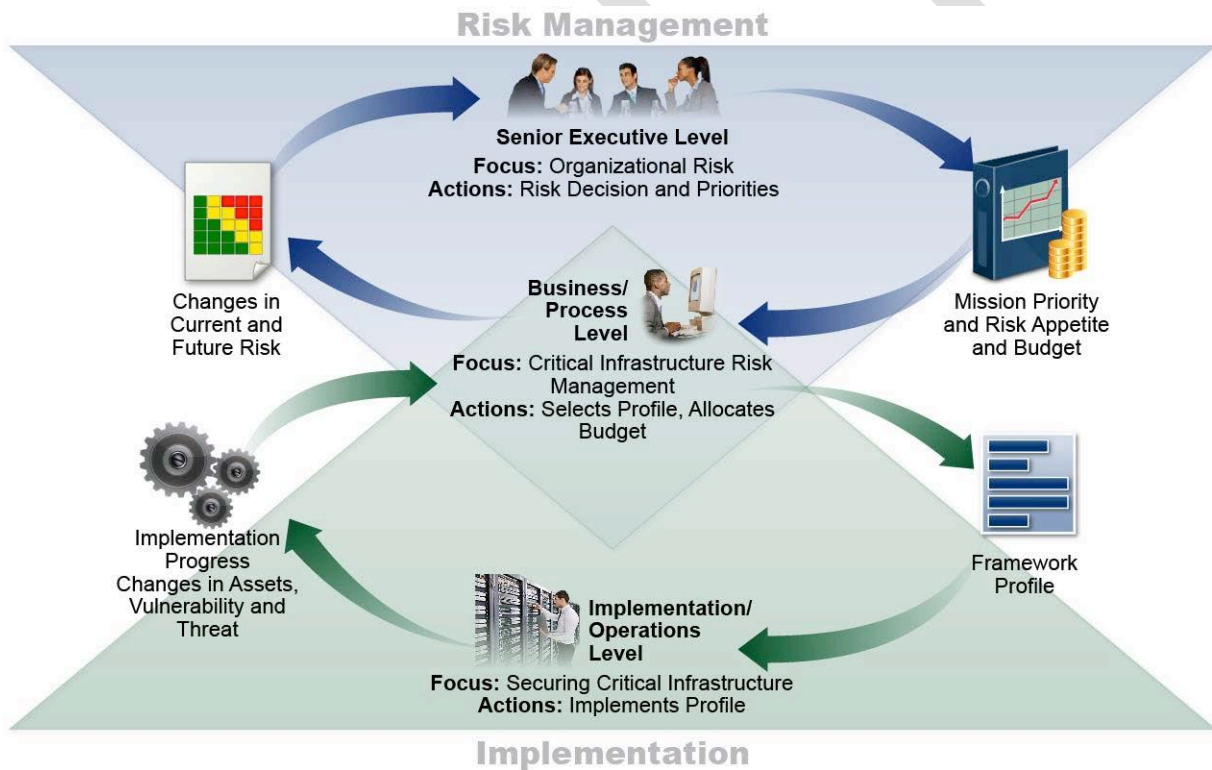 Risk Management
Senior Executive Level
Focus: Organizational Risk
Actions: Risk Decision and Priorities
Changes in
Current and
Future Risk
Mission Priority
and Risk Appetite
and Budget
Business/
Process
Level
Focus: Critical Infrastructure Risk
Management
Actions: Selects Profile, Allocates
Budget
Implementation
Progress
Changes in Assets,
Vulnerability and
Threat
Framework
Profile
Implementation/
Operations
Level
Focus: Securing Critical Infrastructure
Actions: Implements Profile
Implementation